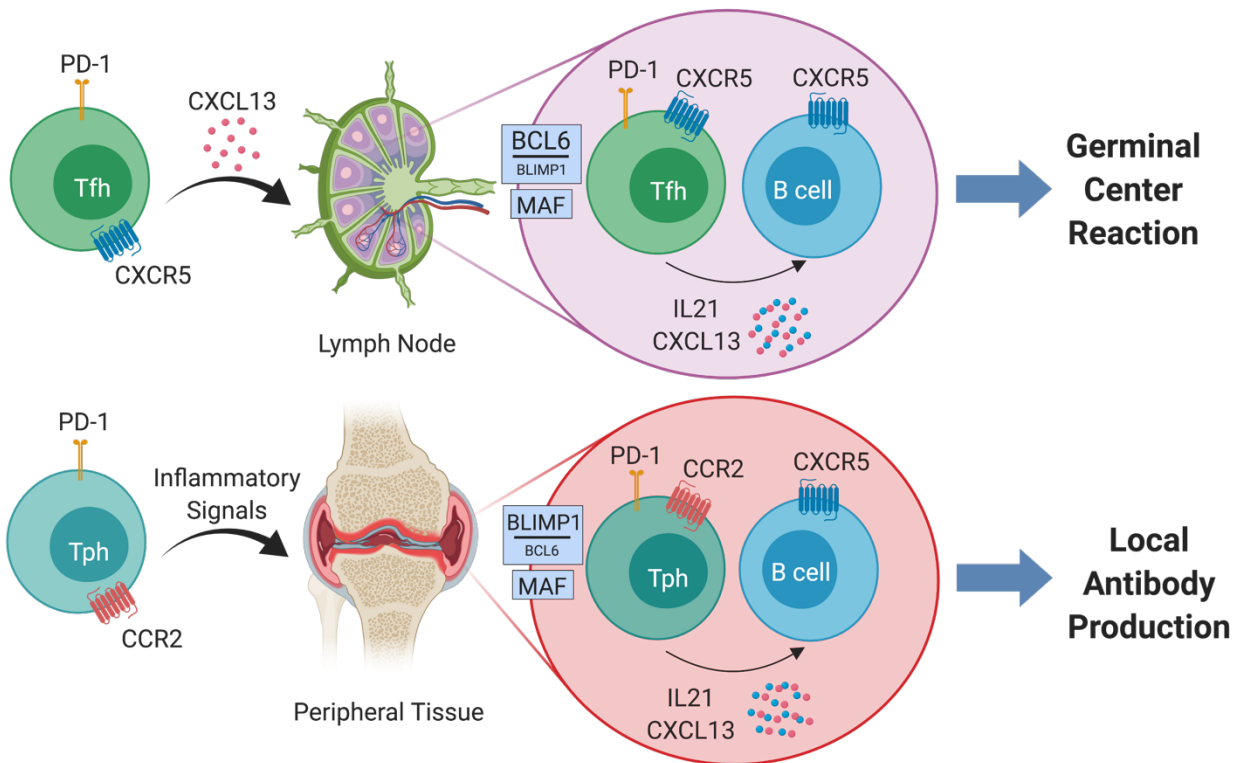 PD-1
CXCL13
Tfh
CXCR5
Lymph Node
PD-1
CXCR5
CXCR5
BCL6
BLIMP1
MAF
Tfh
B cell
IL21
CXCL13
Germinal
Center
Reaction
PD-1
Inflammatory
Signals
Tph
CCR2
Peripheral Tissue
PD-1
CCR2
CXCR5
BLIMP1
BCL6
MAF
Tph
B cell
IL21
CXCL13
Local
Antibody
Production